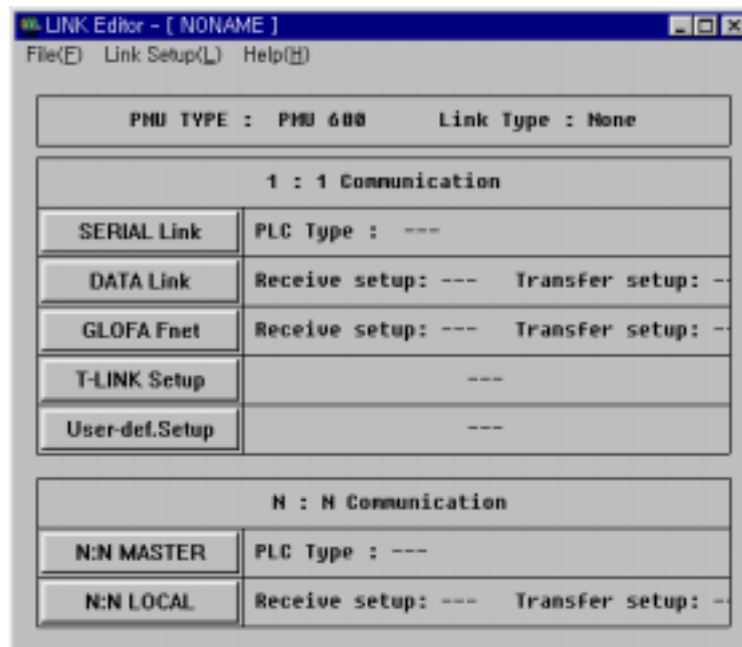 LINK Editor - [ NONAME ]
File(F) Link Setup(L) Help(H)
PMU TYPE : PMU 600 Link Type : None
1 : 1 Communication
SERIAL Link PLC Type : ---
DATA Link Receive setup: --- Transfer setup: --
GLOFA Fnet Receive setup: --- Transfer setup: --
T-LINK Setup ---
User-def.Setup ---
N : N Communication
N:N MASTER PLC Type : ---
N:N LOCAL Receive setup: --- Transfer setup: --